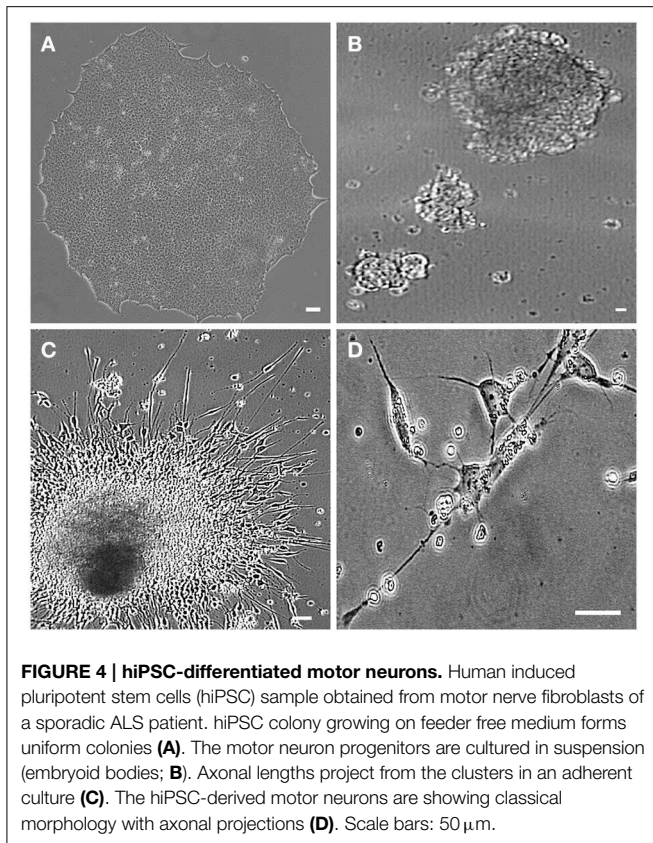 A
B
C
D
FIGURE 4 | hiPSC-differentiated motor neurons. Human induced
pluripotent stem cells (hiPSC) sample obtained from motor nerve fibroblasts of
a sporadic ALS patient. hiPSC colony growing on feeder free medium forms
uniform colonies (A). The motor neuron progenitors are cultured in suspension
(embryoid bodies; B). Axonal lengths project from the clusters in an adherent
culture (C). The hiPSC-derived motor neurons are showing classical
morphology with axonal projections (D). Scale bars: 50 μm.